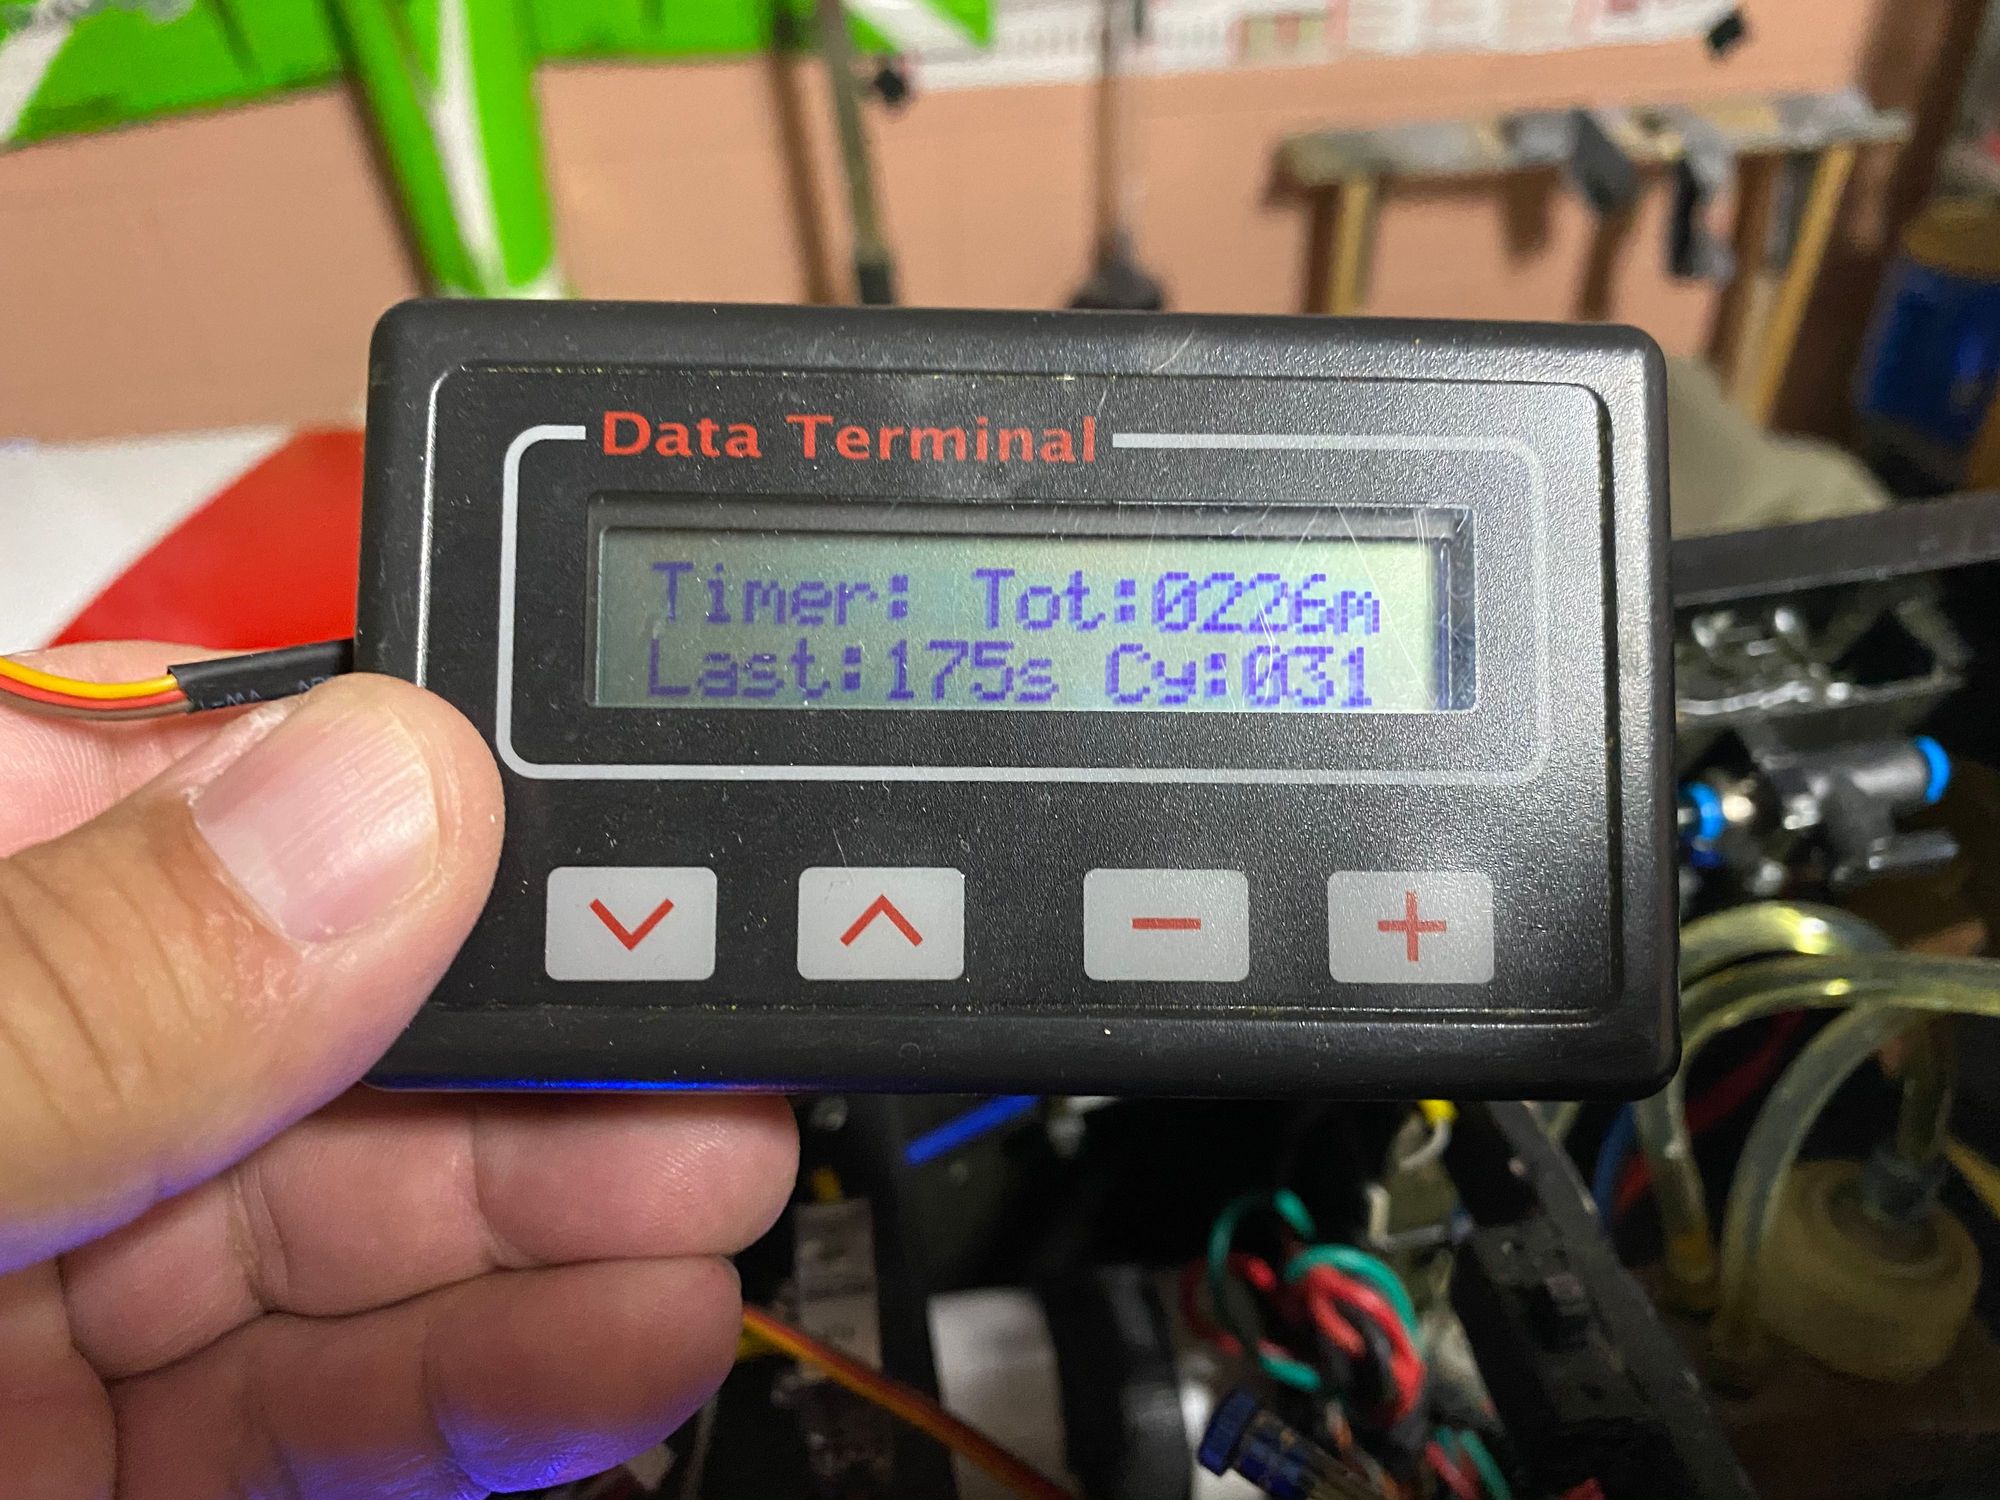 Data Terminal
Timer: Tot:0226m
Last:175s Cy:031